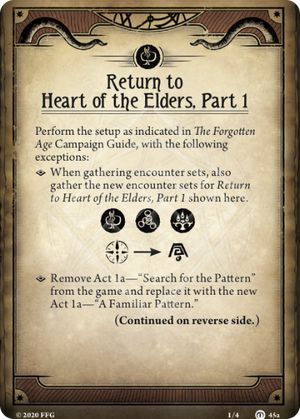 Return to
Heart of the Elders, Part 1
Perform the setup as indicated in The Forgotten
Age Campaign Guide, with the following
exceptions:
When gathering encounter sets, also
gather the new encounter sets for Return
to Heart of the Elders, Part 1 shown here.
Remove Act 1a—“Search for the Pattern”
from the game and replace it with the new
Act 1a—“A Familiar Pattern.”
(Continued on reverse side.)
© 2020 FFG
1/4
45a